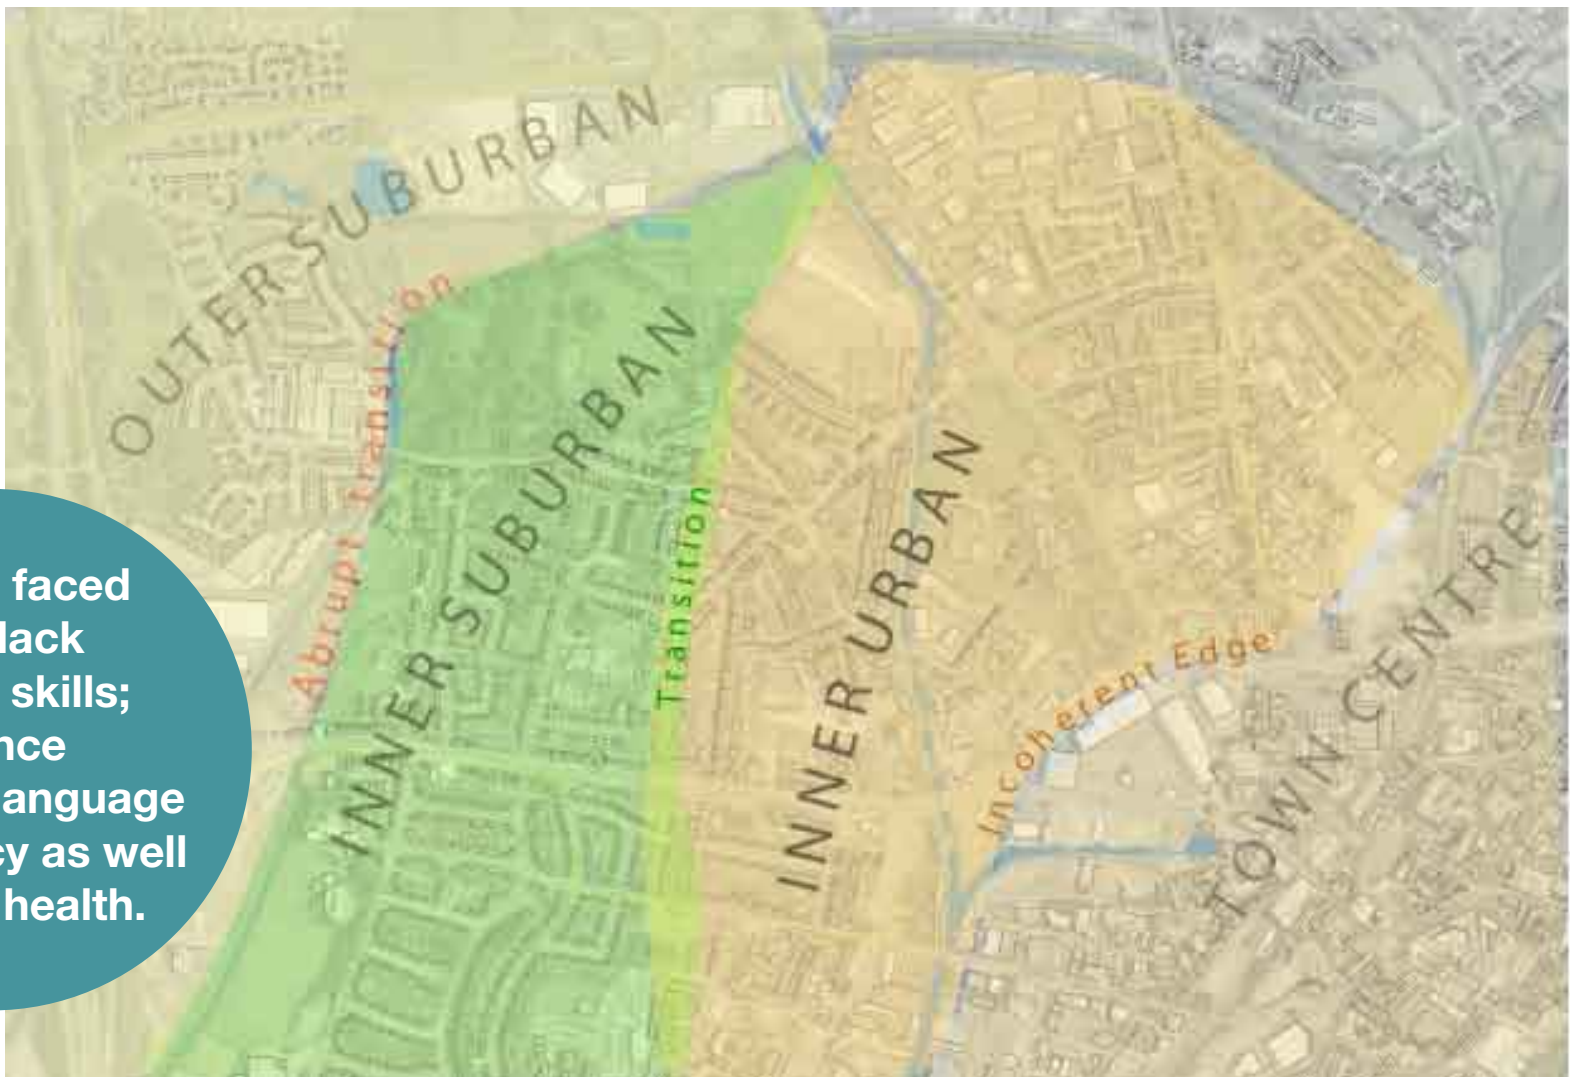 OUTER SUBURBAN
Abrupt transition
INNER SUBURBAN
Transition
INNER URBAN
Incoherent Edge
TOWN CENTRE
faced
lack
skills;
nce
anguage
cy as well
health.